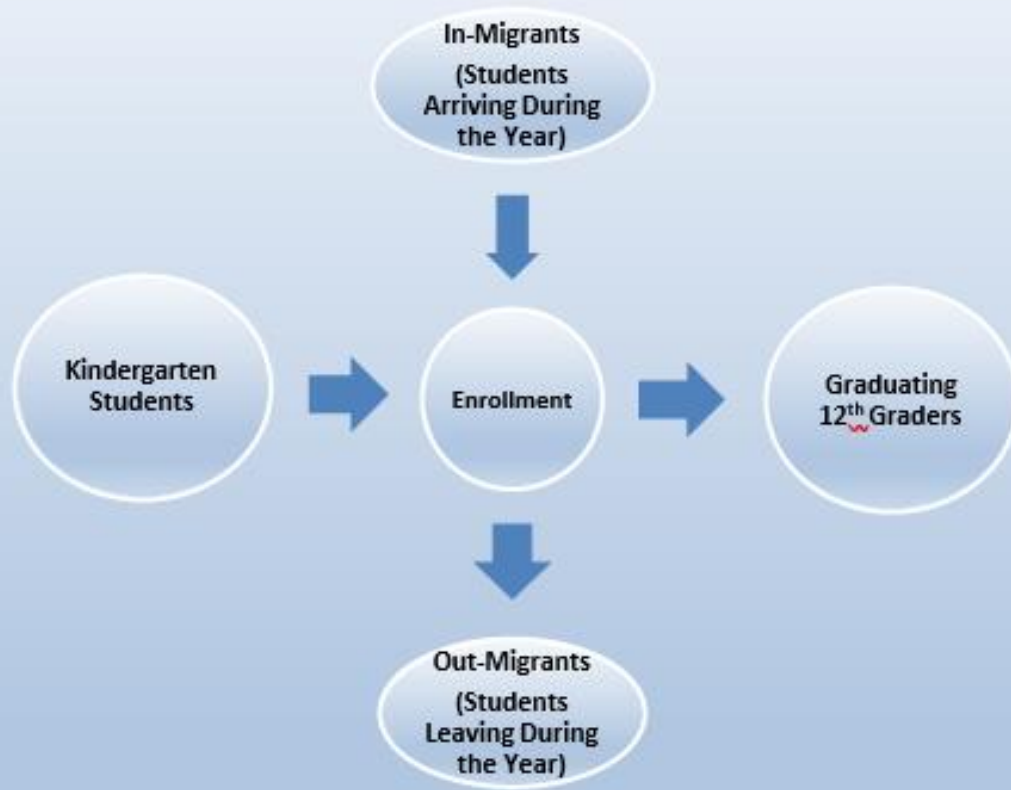 In-Migrants
(Students
Arriving During
the Year)
Kindergarten
Students
Enrollment
Graduating
12th Graders
Out-Migrants
(Students
Leaving During
the Year)